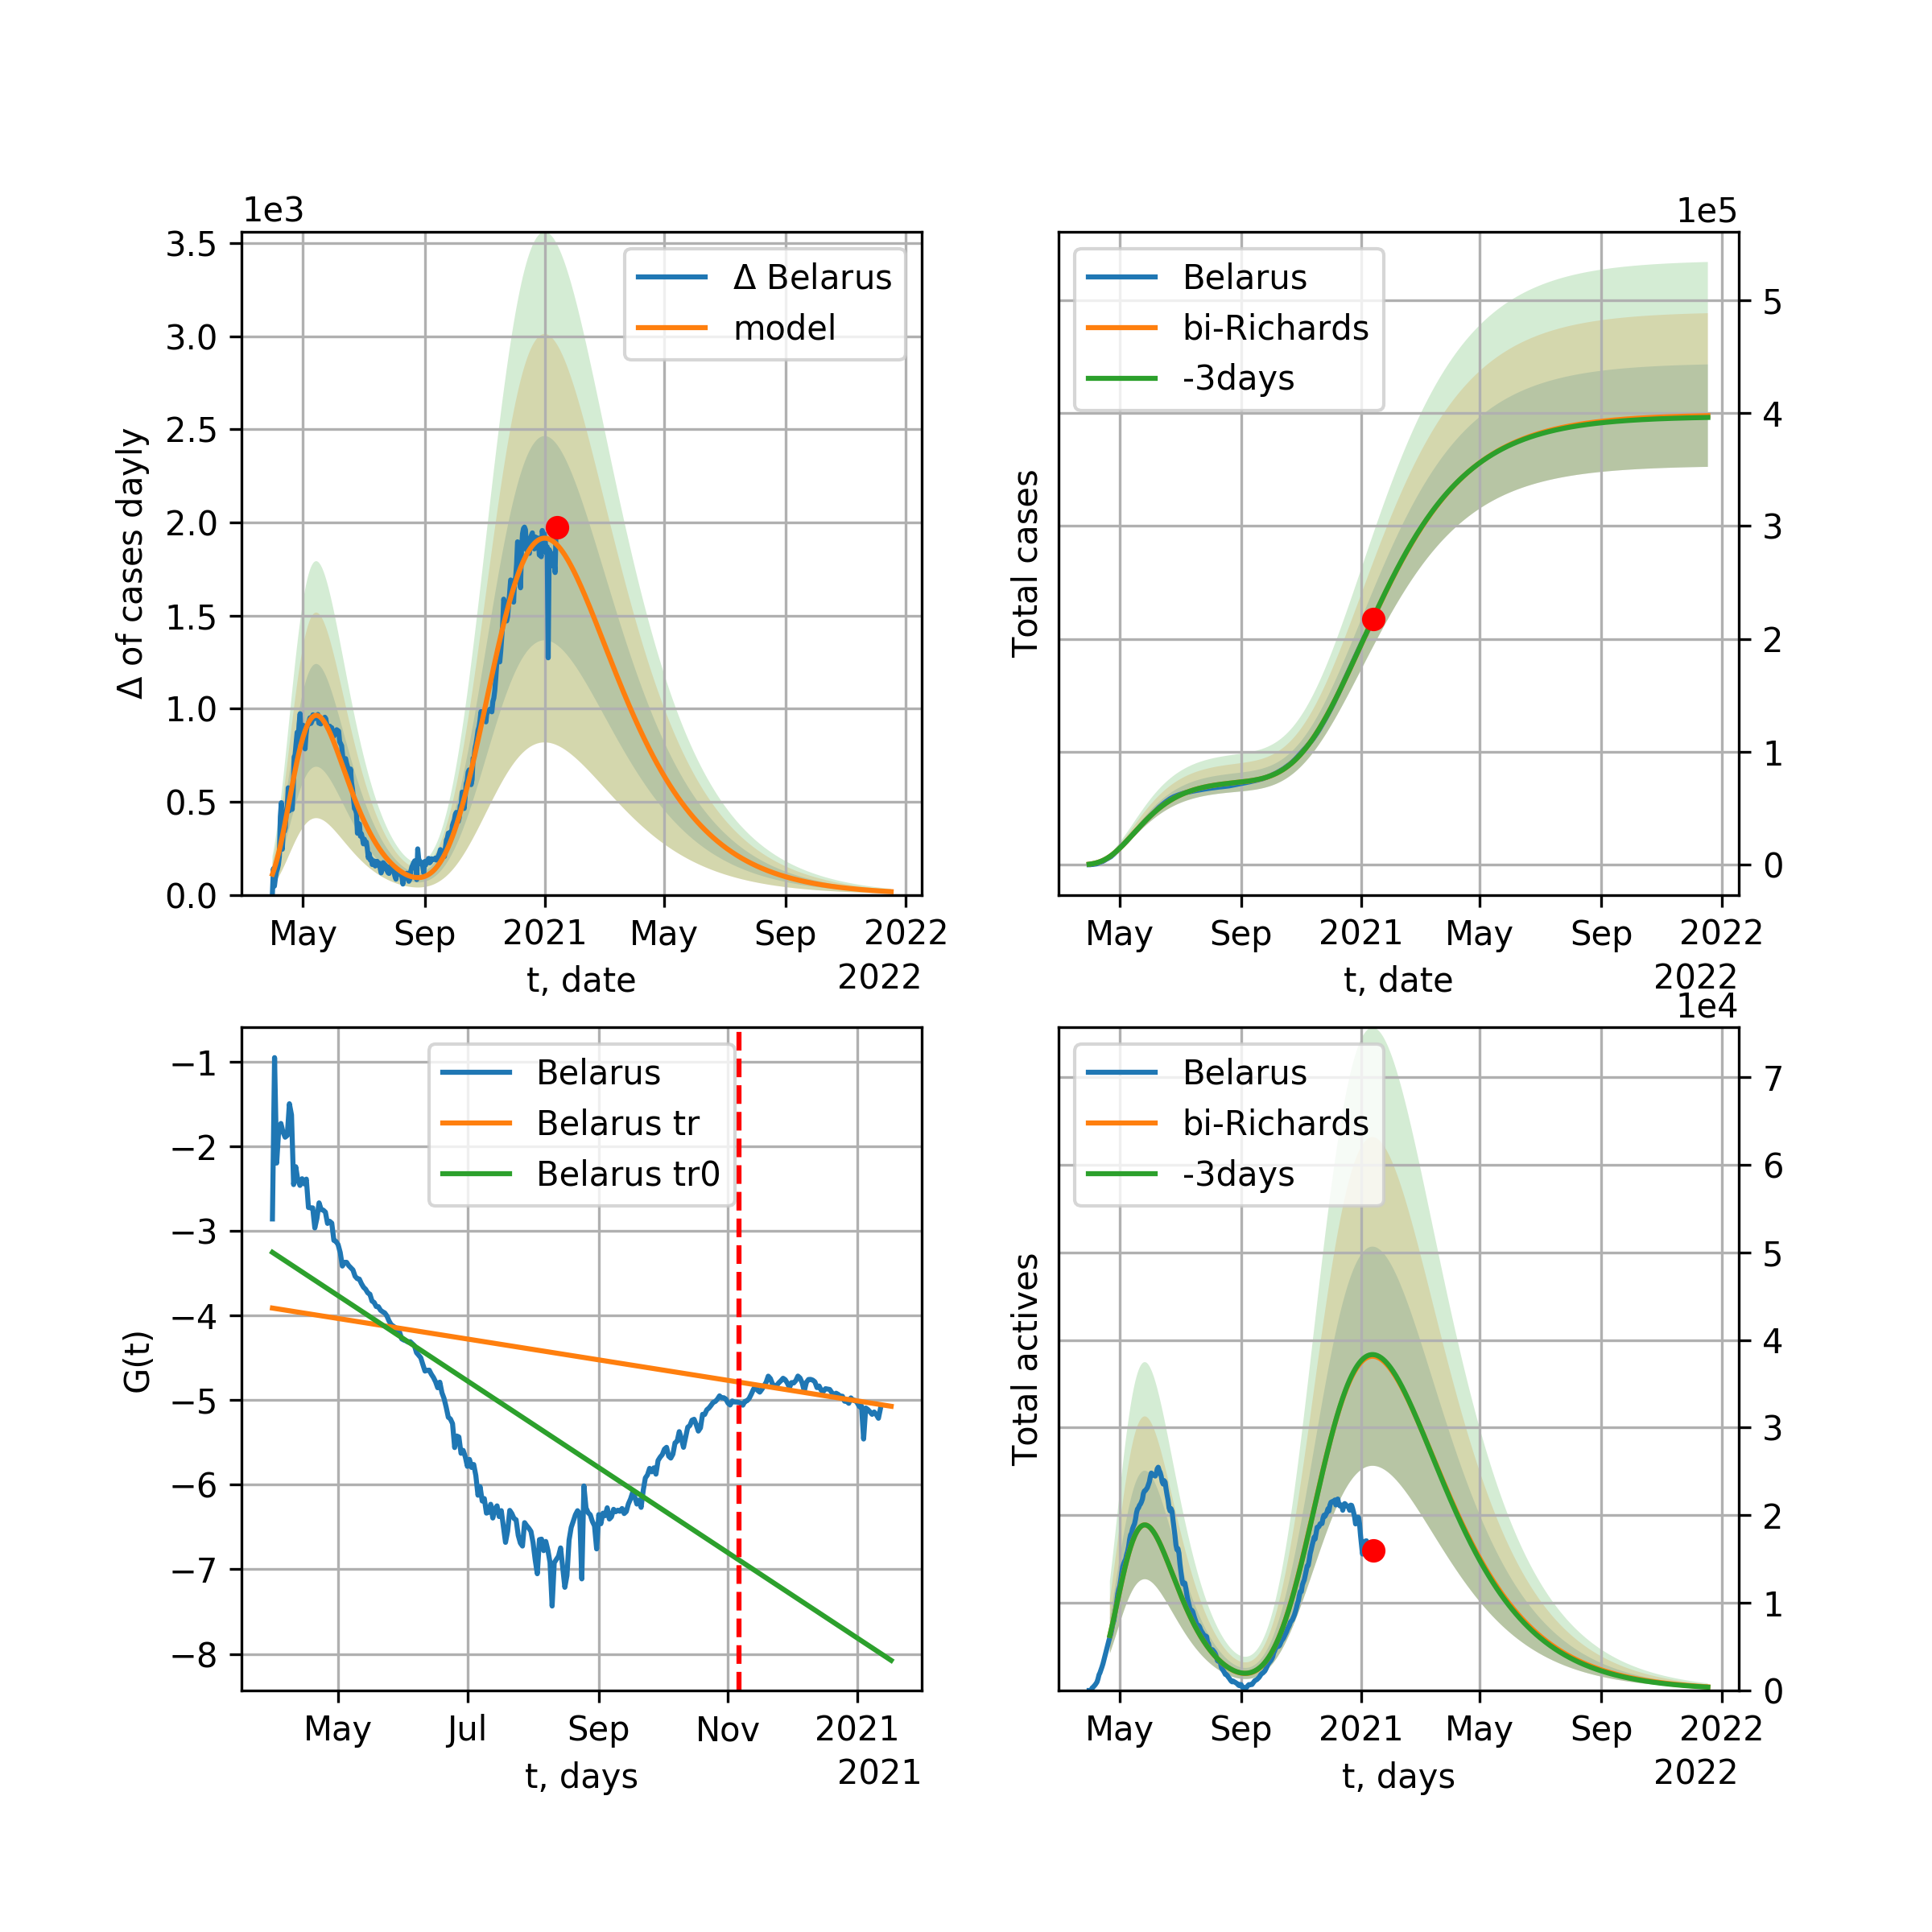 1e3
3.5
3.0
2.5
2.0
1.5
1.0
0.5
0.0
Δ of cases dayly
Δ Belarus
model
May Sep 2021 May Sep 2022
t, date
2022
1e5
Total cases
Belarus
bi-Richards
-3days
5
4
3
2
1
0
May Sep 2021 May Sep 2022
t, date
2022
−1
−2
−3
−4
−5
−6
−7
−8
G(t)
Belarus
Belarus tr
Belarus tr0
May Jul Sep Nov 2021
t, days
2021
1e4
Total actives
Belarus
bi-Richards
-3days
7
6
5
4
3
2
1
0
May Sep 2021 May Sep 2022
t, days
2022